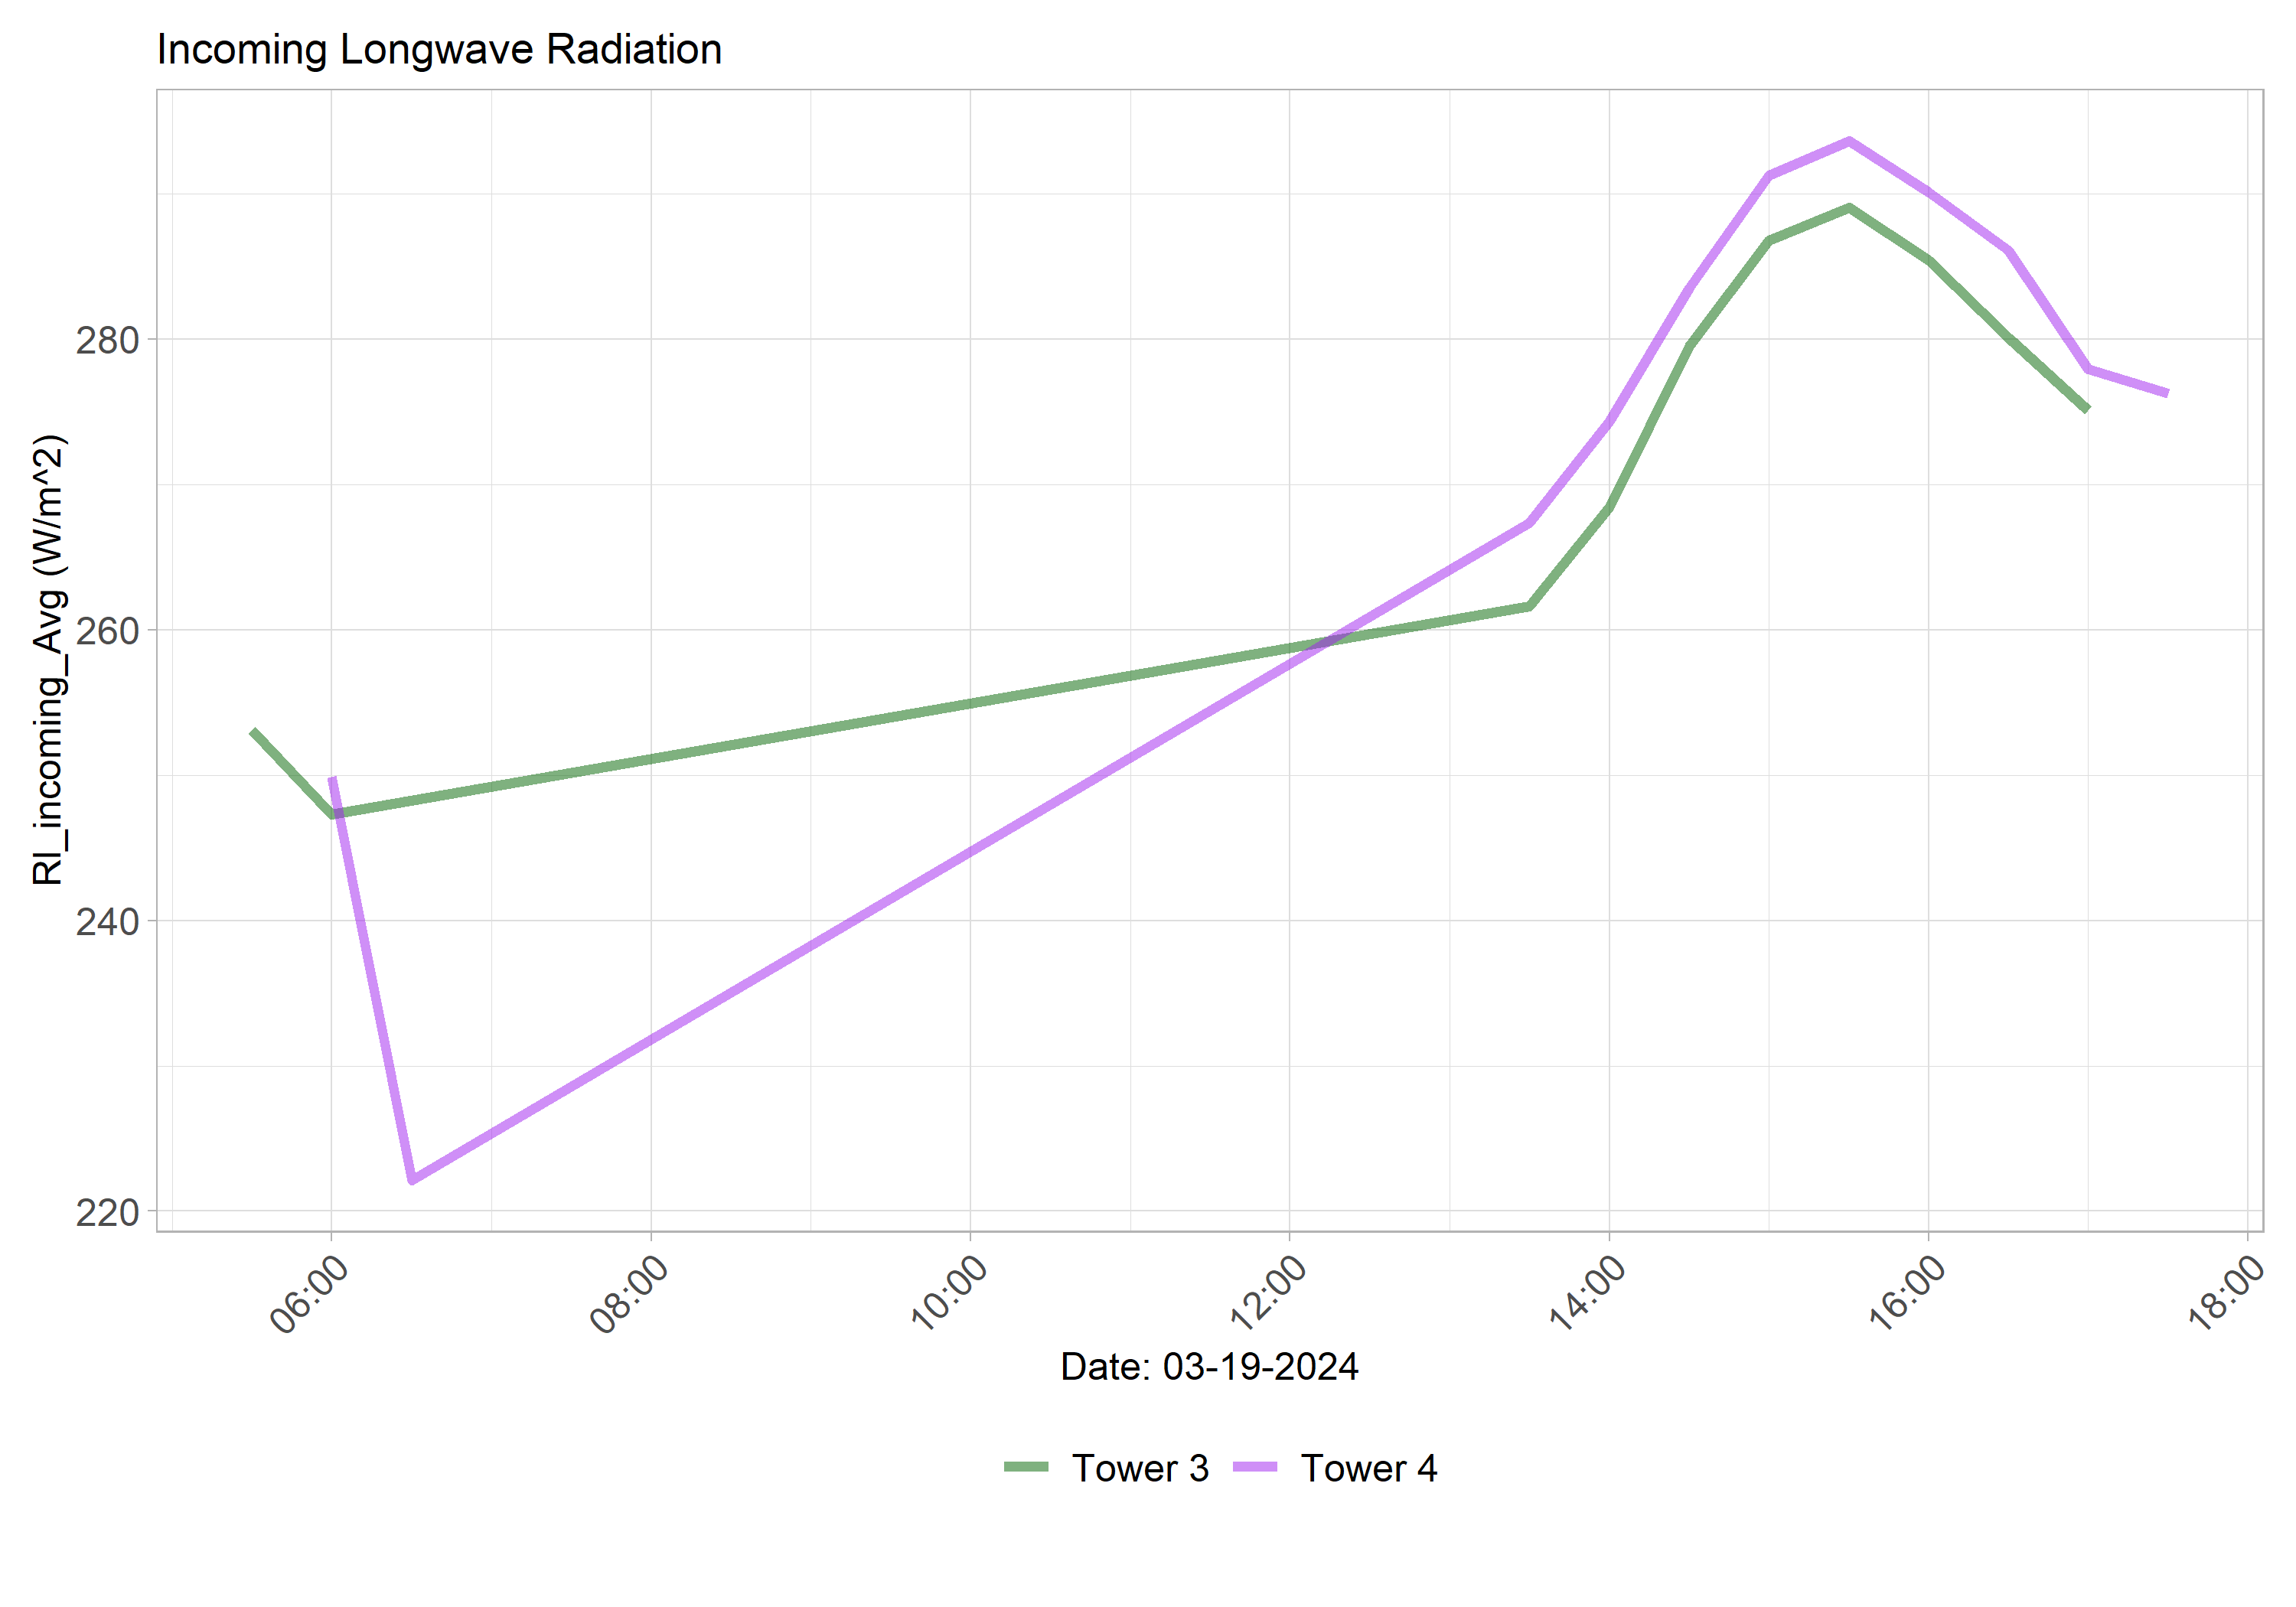 Incoming Longwave Radiation
Rl_incoming_Avg (W/m^2)
280
260
240
220
06:00
08:00
10:00
12:00
14:00
16:00
18:00
Date: 03-19-2024
Tower 3
Tower 4